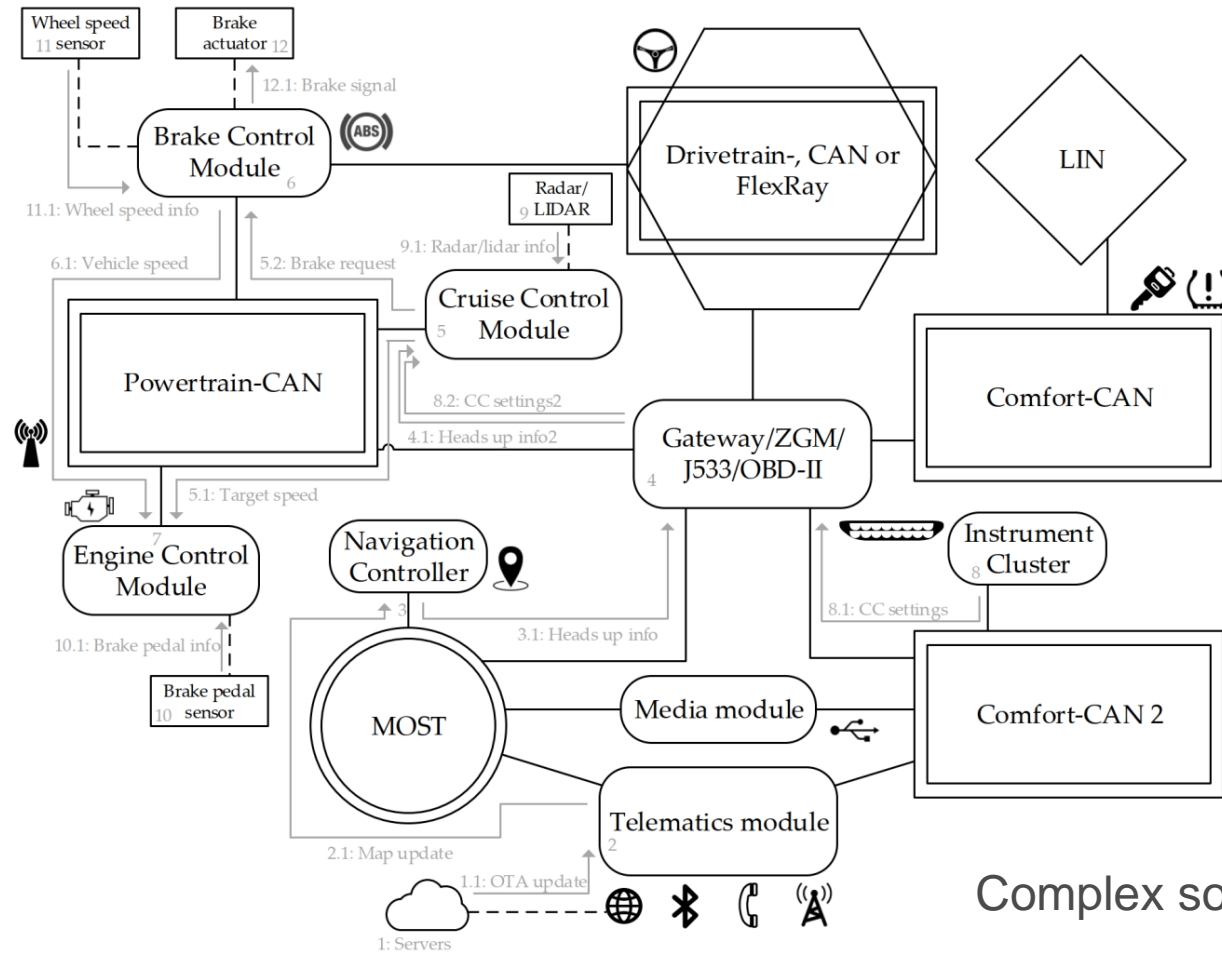 Wheel speed
11 sensor
Brake
actuator 12
12.1: Brake signal
Brake Control
Module
6
(ABS)
11.1: Wheel speed info
6.1: Vehicle speed
5.2: Brake request
Radar/
9 LIDAR
9.1: Radar/lidar info
Cruise Control
Module
5
Drivetrain-, CAN or
FlexRay
LIN
Powertrain-CAN
8.2: CC settings2
4.1: Heads up info2
Gateway/ZGM/
J533/OBD-II
4
Comfort-CAN
5.1: Target speed
7
Engine Control
Module
Navigation
Controller
3
Instrument
8 Cluster
8.1: CC settings
3.1: Heads up info
10.1: Brake pedal info
Brake pedal
10 sensor
MOST
Media module
Comfort-CAN 2
Telematics module
2
2.1: Map update
1.1: OTA update
1: Servers
Complex